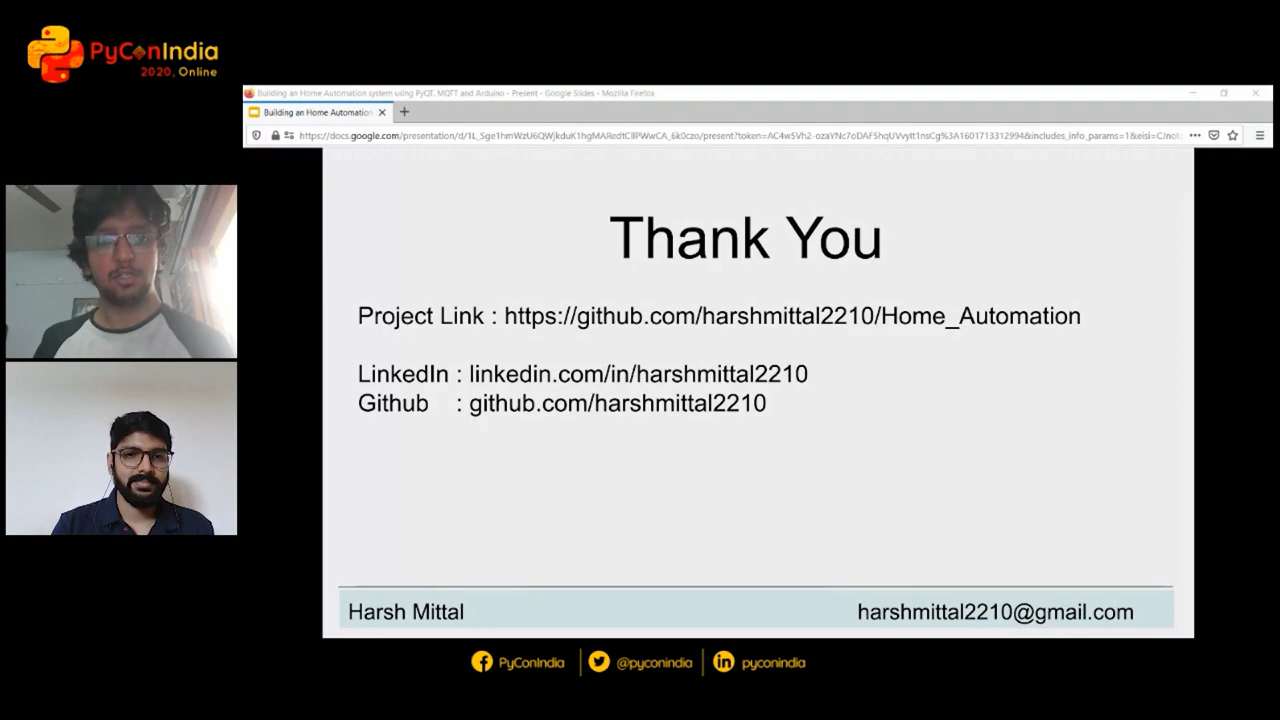 PyConIndia
2020, Online
Building an Home Automation system using PyQT, MQTT and Arduino - Present - Google Slides - Mozilla Firefox
Building an Home Automation
Thank You
Project Link : https://github.com/harshmittal2210/Home_Automation
LinkedIn : linkedin.com/in/harshmittal2210
Github : github.com/harshmittal2210
Harsh Mittal harshmittal2210@gmail.com
PyConIndia @pyconindia pyconindia